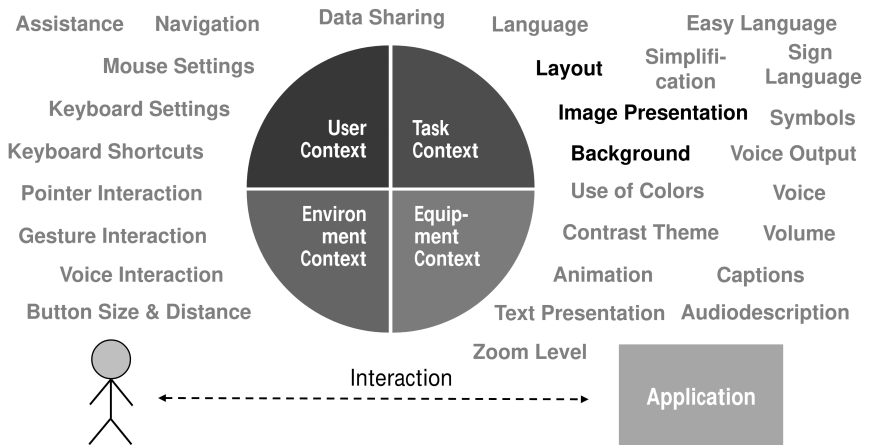 Assistance
Navigation
Data Sharing
Language
Easy Language
Mouse Settings
Layout
Simplifi-
cation
Sign
Language
Keyboard Settings
Image Presentation
Symbols
User
Context
Task
Context
Keyboard Shortcuts
Background
Voice Output
Pointer Interaction
Use of Colors
Voice
Environ
ment
Context
Equip-
ment
Context
Gesture Interaction
Contrast Theme
Volume
Voice Interaction
Animation
Captions
Button Size & Distance
Text Presentation
Audiodescription
Zoom Level
Interaction
Application